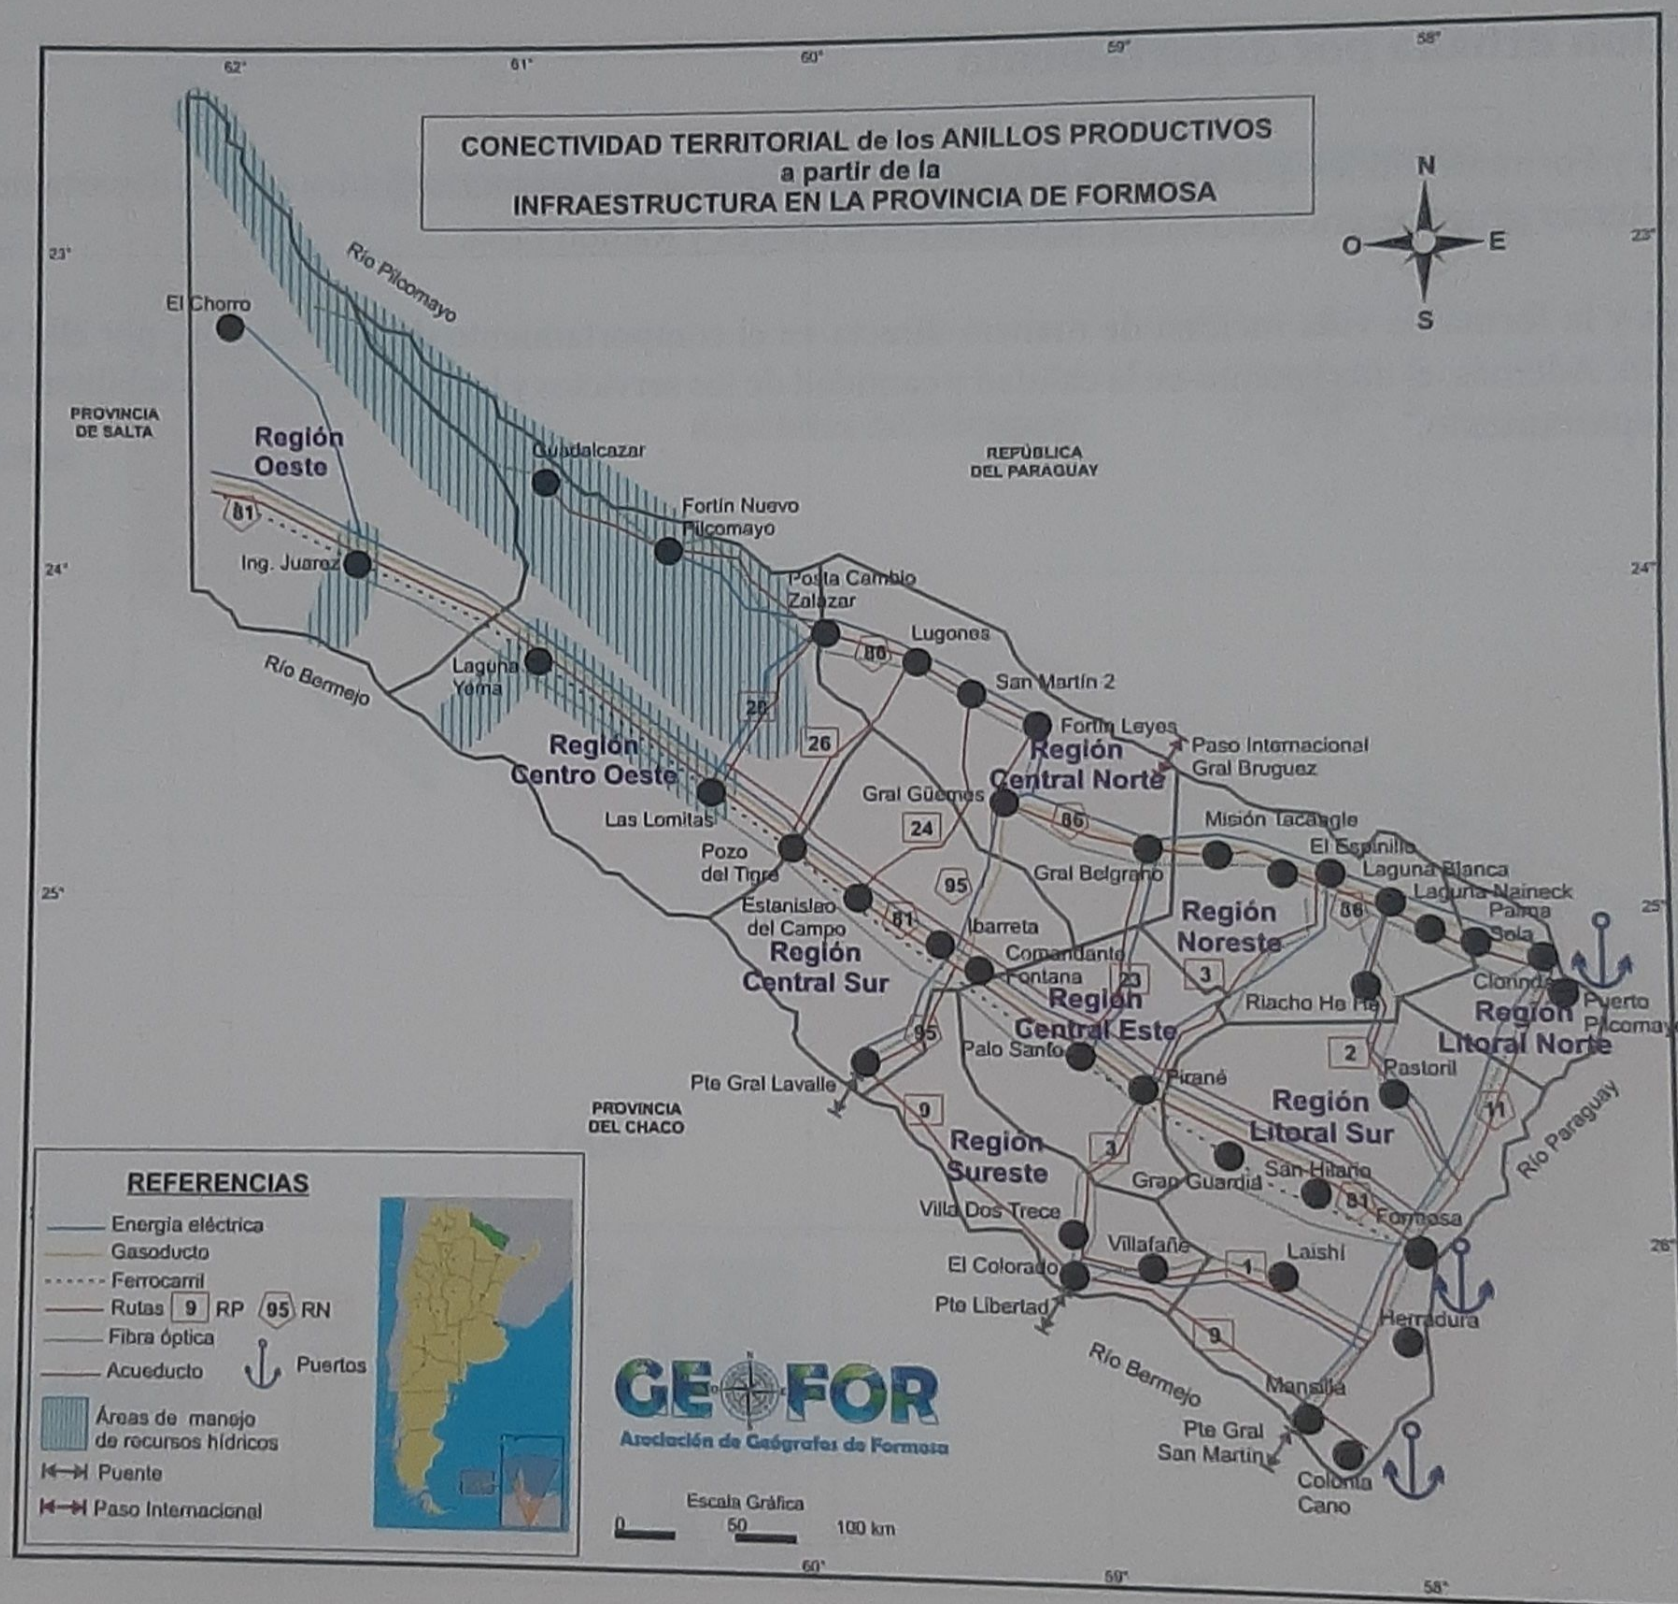 62°
61°
60°
59°
58°
CONECTIVIDAD TERRITORIAL de los ANILLOS PRODUCTIVOS
a partir de la
INFRAESTRUCTURA EN LA PROVINCIA DE FORMOSA
N
O
E
S
23°
23°
Río Pilcomayo
El Chorro
PROVINCIA
DE SALTA
Región
Oeste
REPÚBLICA
DEL PARAGUAY
Guadalcazar
81
Fortín Nuevo
Pilcomayo
24°
24°
Ing. Juarez
Posta Cambio
Zalazar
Lugones
86
Río Bermejo
Laguna
Yema
San Martín 2
28
26
Fortín Leyes
Región
Centro Oeste
Región
Central Norte
Paso Internacional
Gral Bruguez
Las Lomitas
Gral Güemes
24
86
Misión Tacaagle
El Espinillo
Pozo
del Tigre
Gral Belgrano
Laguna Blanca
Laguna Naineck
25°
25°
95
Estanislao
del Campo
81
Ibarreta
Región
Noreste
86
Palma
Sola
Región
Central Sur
Comandante
Fontana
23
3
Clorinda
Región
Central Este
Riacho He He
Puerto
Región
Litoral Norte
95
Palo Santo
2
Pte Gral Lavalle
Pirané
Pastoril
PROVINCIA
DEL CHACO
9
Región
Litoral Sur
11
Río Paraguay
Región
Sureste
3
Gran Guardia
San Hilario
81
Formosa
Villa Dos Trece
Villafañe
Laishí
1
26°
El Colorado
Pte Libertad
9
Herradura
Río Bermejo
Mansilla
Pte Gral
San Martín
Colonia
Cano
REFERENCIAS
Energia eléctrica
Gasoducto
Ferrocarril
Rutas 9 RP 95 RN
Fibra óptica
Acueducto
Puertos
Áreas de manejo
de recursos hídricos
Puente
Paso Internacional
GEOFOR
Asociación de Geógrafos de Formosa
Escala Gráfica
0 50 100 km
60°
59°
58°